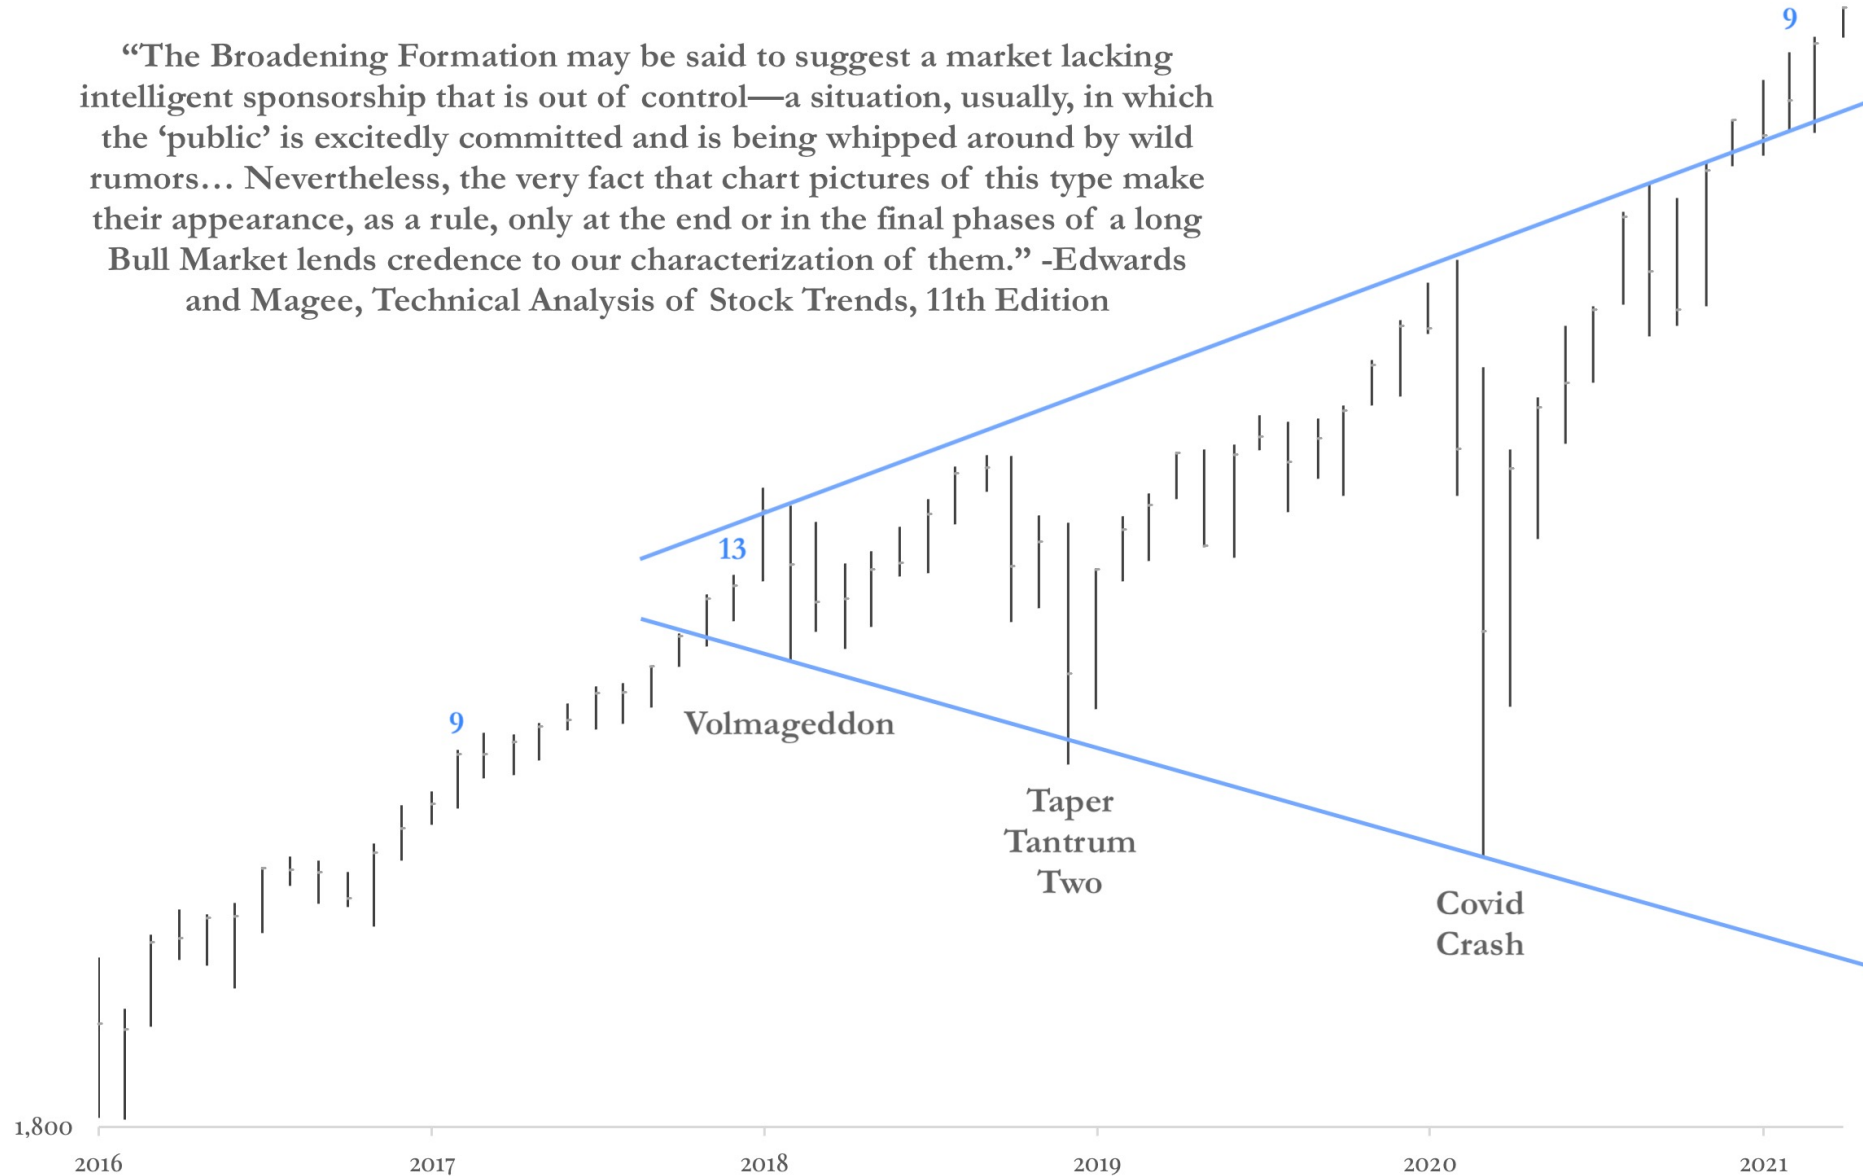 “The Broadening Formation may be said to suggest a market lacking
intelligent sponsorship that is out of control—a situation, usually, in which
the ‘public’ is excitedly committed and is being whipped around by wild
rumors… Nevertheless, the very fact that chart pictures of this type make
their appearance, as a rule, only at the end or in the final phases of a long
Bull Market lends credence to our characterization of them.” -Edwards
and Magee, Technical Analysis of Stock Trends, 11th Edition
9
13
9
Volmageddon
Taper
Tantrum
Two
Covid
Crash
1,800
2016
2017
2018
2019
2020
2021